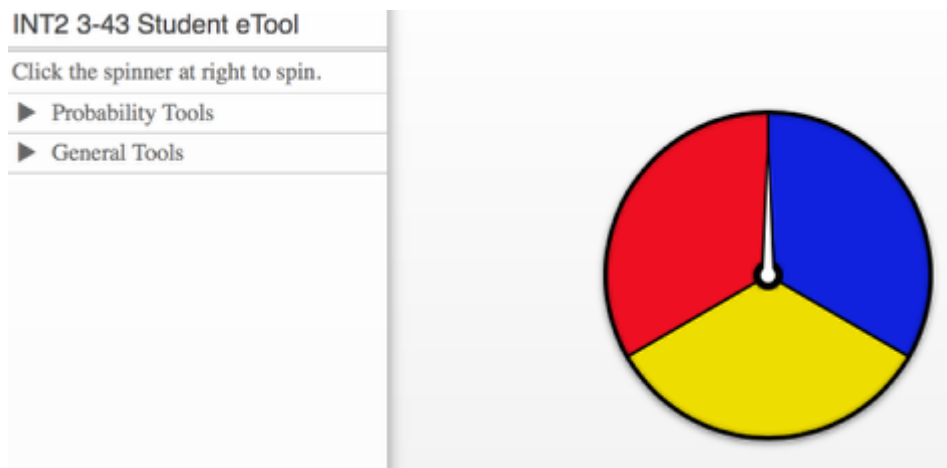 INT2 3-43 Student eTool
Click the spinner at right to spin.
Probability Tools
General Tools